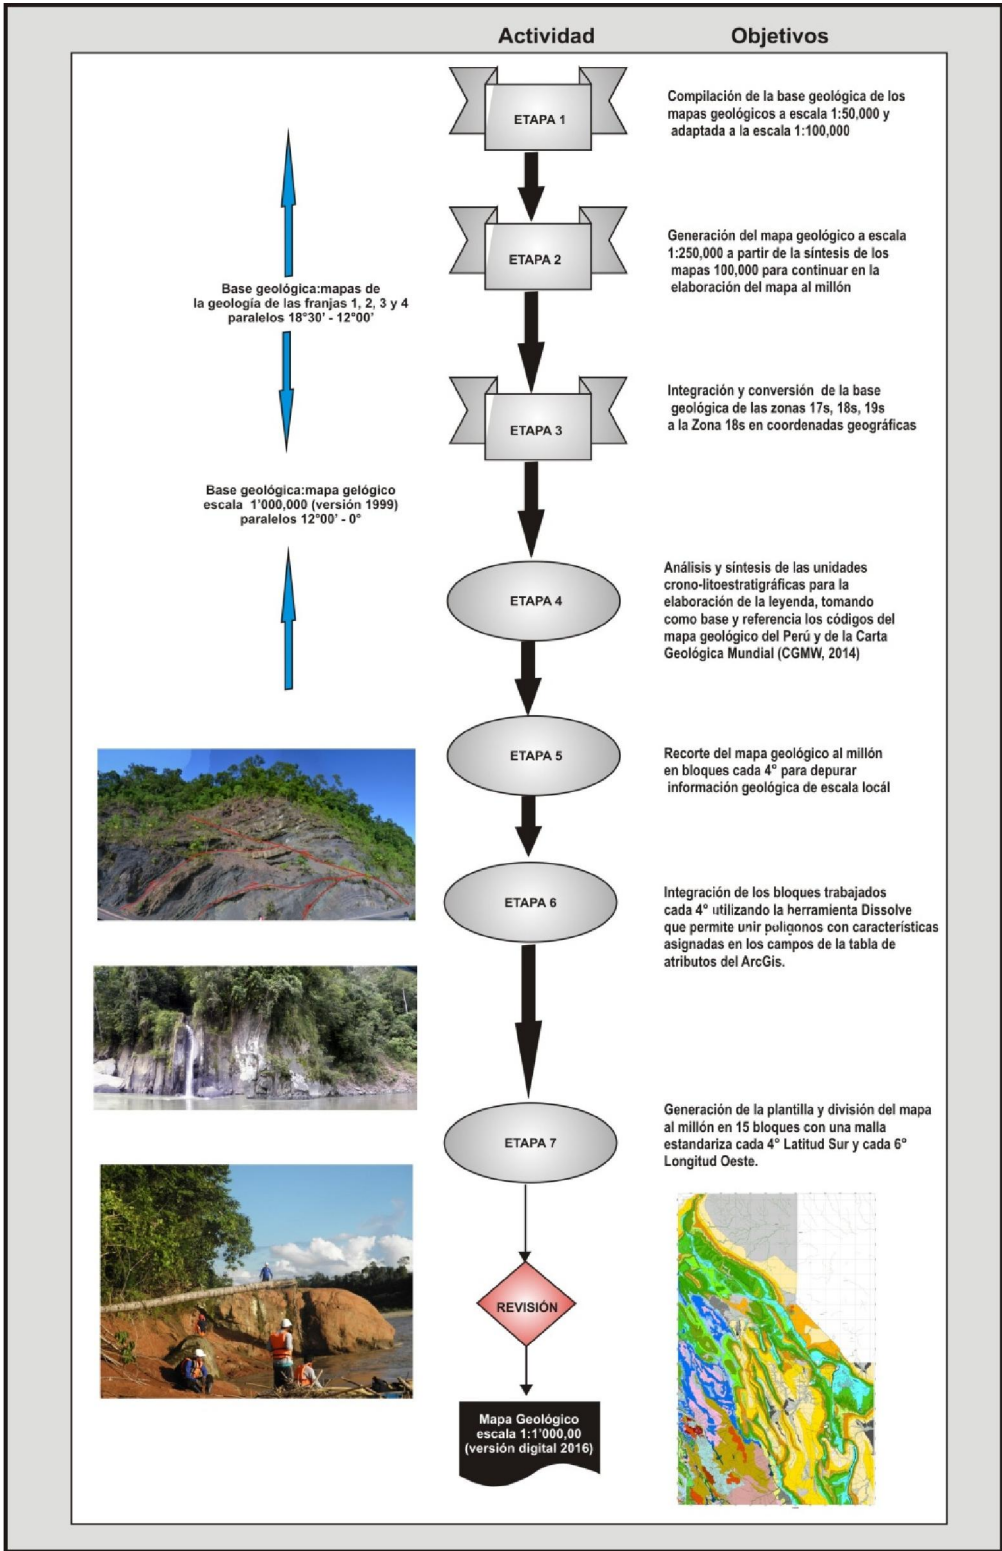 Actividad
Objetivos
ETAPA 1
Compilación de la base geológica de los
mapas geológicos a escala 1:50,000 y
adaptada a la escala 1:100,000
ETAPA 2
Generación del mapa geológico a escala
1:250,000 a partir de la síntesis de los
mapas 100,000 para continuar en la
elaboración del mapa al millón
Base geológica:mapas de
la geología de las franjas 1, 2, 3 y 4
paralelos 18°30' - 12°00'
ETAPA 3
Integración y conversión de la base
geológica de las zonas 17s, 18s, 19s
a la Zona 18s en coordenadas geográficas
Base geológica:mapa gelógico
escala 1'000,000 (versión 1999)
paralelos 12°00' - 0°
ETAPA 4
Análisis y síntesis de las unidades
crono-litoestratigráficas para la
elaboración de la leyenda, tomando
como base y referencia los códigos del
mapa geológico del Perú y de la Carta
Geológica Mundial (CGMW, 2014)
ETAPA 5
Recorte del mapa geológico al millón
en bloques cada 4° para depurar
información geológica de escala locál
ETAPA 6
Integración de los bloques trabajados
cada 4° utilizando la herramienta Dissolve
que permite unir polígonos con características
asignadas en los campos de la tabla de
atributos del ArcGis.
ETAPA 7
Generación de la plantilla y división del mapa
al millón en 15 bloques con una malla
estandariza cada 4° Latitud Sur y cada 6°
Longitud Oeste.
REVISIÓN
Mapa Geológico
escala 1:1'000,00
(versión digital 2016)